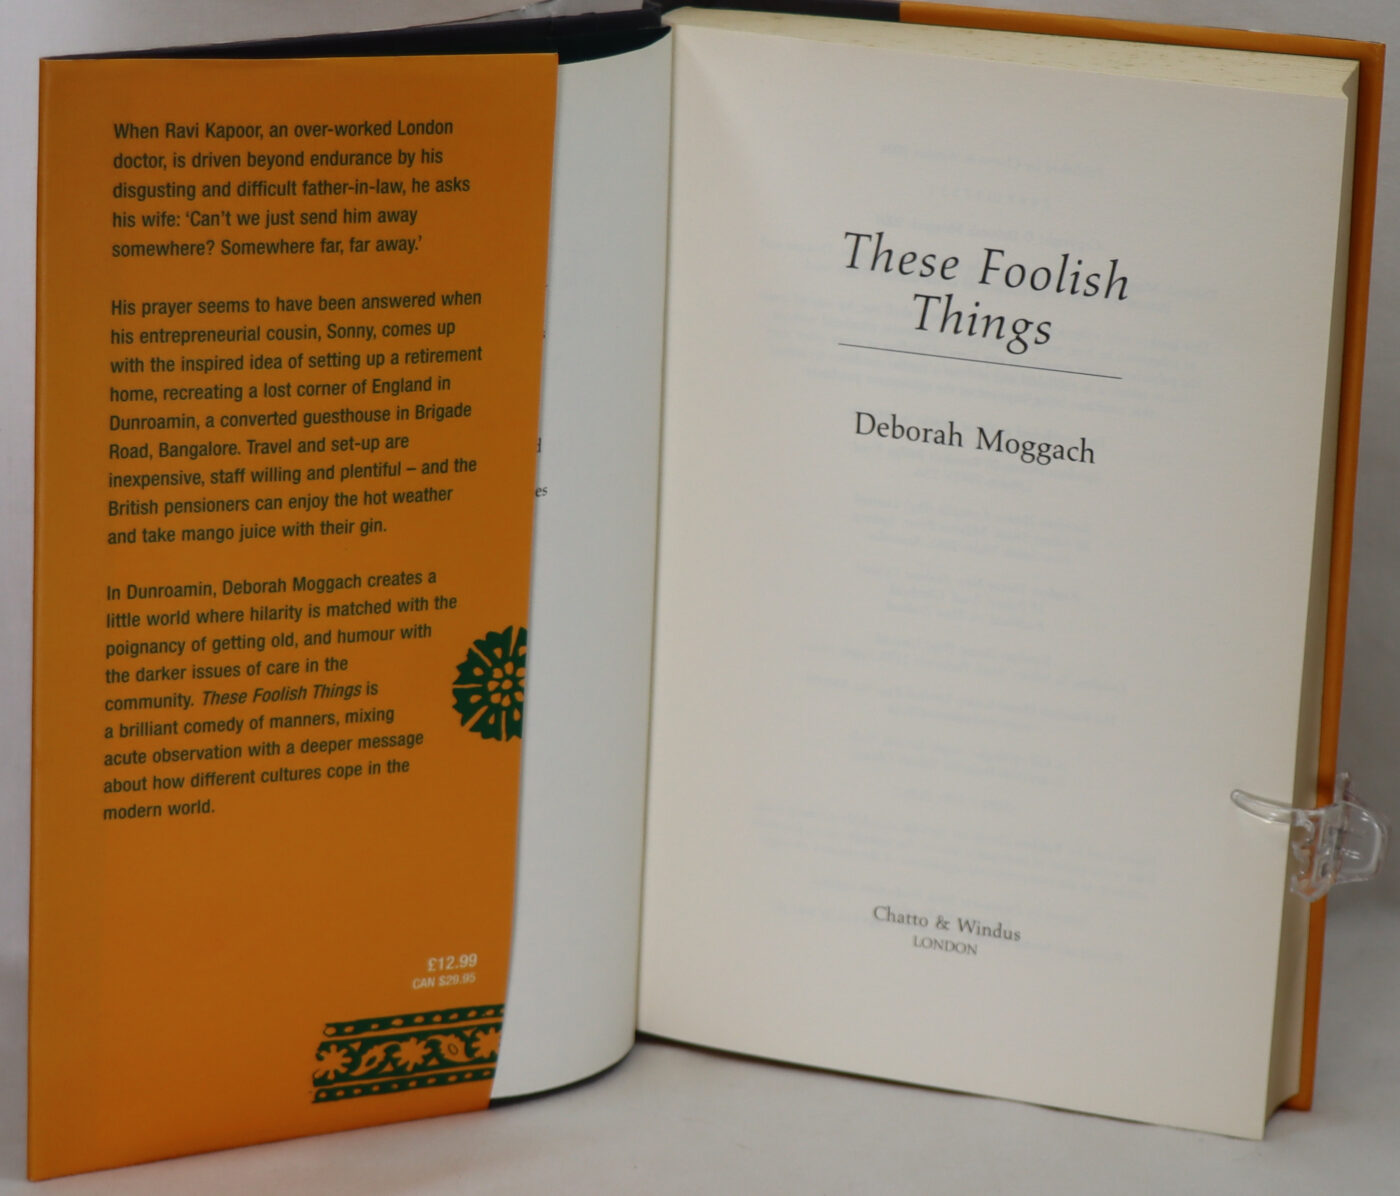 When Ravi Kapoor, an over-worked London
doctor, is driven beyond endurance by his
disgusting and difficult father-in-law, he asks
his wife: ‘Can’t we just send him away
somewhere? Somewhere far, far away.’
His prayer seems to have been answered when
his entrepreneurial cousin, Sonny, comes up
with the inspired idea of setting up a retirement
home, recreating a lost corner of England in
Dunroamin, a converted guesthouse in Brigade
Road, Bangalore. Travel and set-up are
inexpensive, staff willing and plentiful – and the
British pensioners can enjoy the hot weather
and take mango juice with their gin.
In Dunroamin, Deborah Moggach creates a
little world where hilarity is matched with the
poignancy of getting old, and humour with
the darker issues of care in the
community. These Foolish Things is
a brilliant comedy of manners, mixing
acute observation with a deeper message
about how different cultures cope in the
modern world.
£12.99
CAN $29.95
These Foolish
Things
Deborah Moggach
Chatto & Windus
LONDON